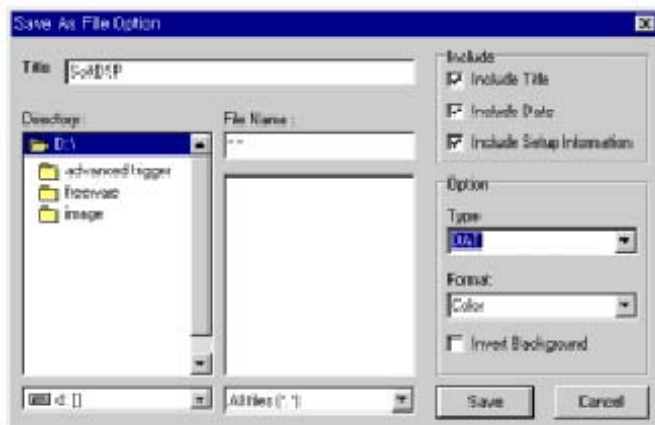 Save As File Option
Title
SoftDSP
Directory:
D:\
advanced trigger
freeware
image
d: []
File Name :
*.*
All files (*.*)
Include
Include Title
Include Date
Include Setup Information
Option
Type
DAT
Format
Color
Invert Background
Save
Cancel